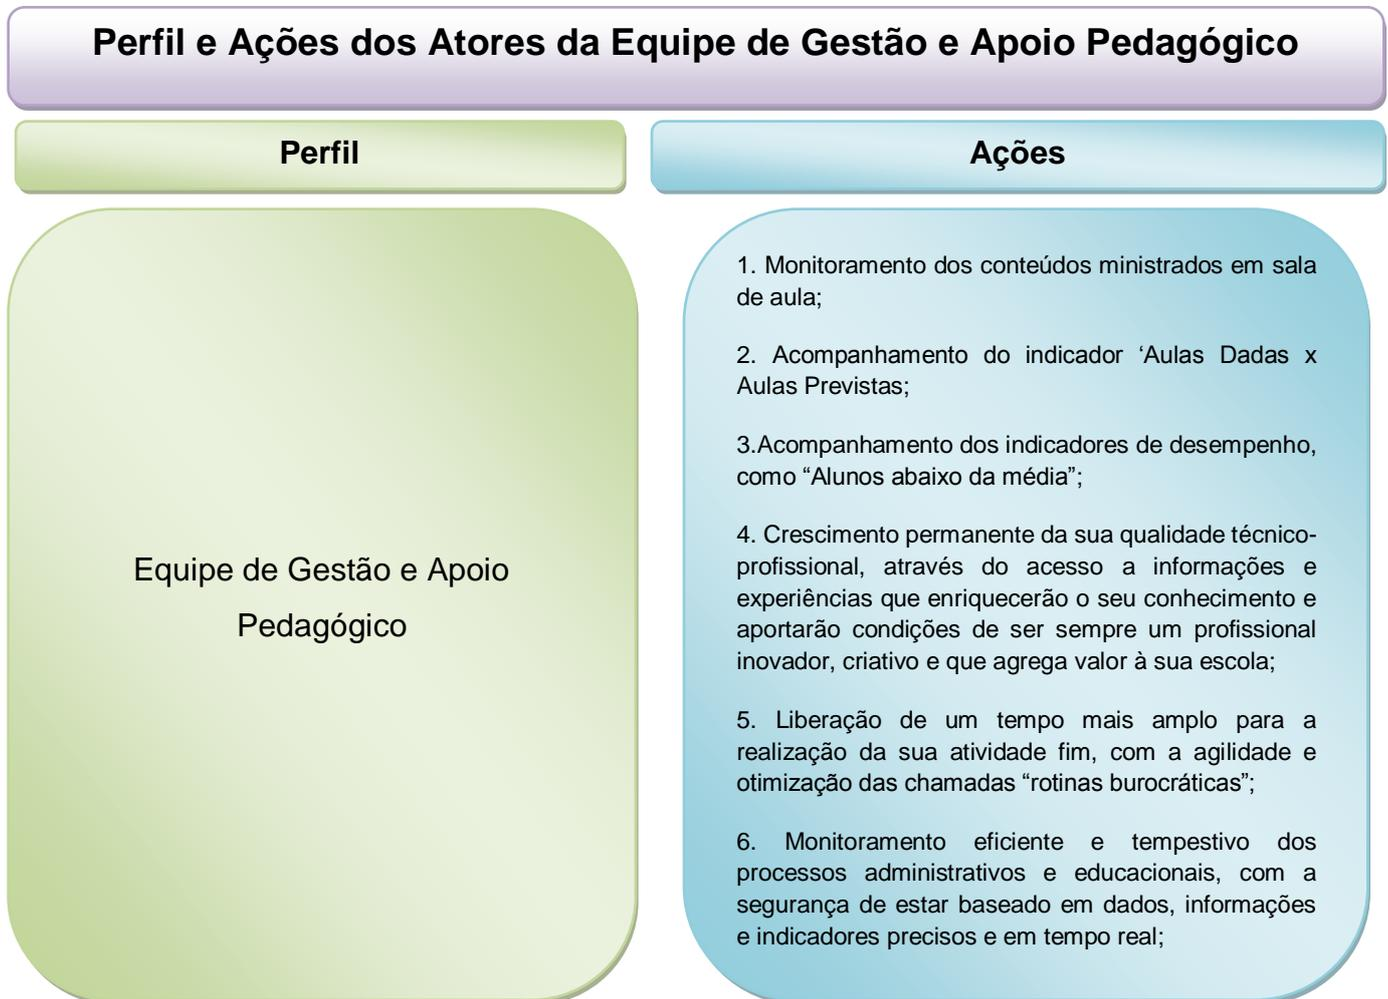 Perfil e Ações dos Atores da Equipe de Gestão e Apoio Pedagógico
Perfil
Ações
Equipe de Gestão e Apoio
Pedagógico
1. Monitoramento dos conteúdos ministrados em sala
de aula;
2. Acompanhamento do indicador ‘Aulas Dadas x
Aulas Previstas;
3.Acompanhamento dos indicadores de desempenho,
como “Alunos abaixo da média”;
4. Crescimento permanente da sua qualidade técnico-
profissional, através do acesso a informações e
experiências que enriquecerão o seu conhecimento e
aportarão condições de ser sempre um profissional
inovador, criativo e que agrega valor à sua escola;
5. Liberação de um tempo mais amplo para a
realização da sua atividade fim, com a agilidade e
otimização das chamadas “rotinas burocráticas”;
6. Monitoramento eficiente e tempestivo dos
processos administrativos e educacionais, com a
segurança de estar baseado em dados, informações
e indicadores precisos e em tempo real;